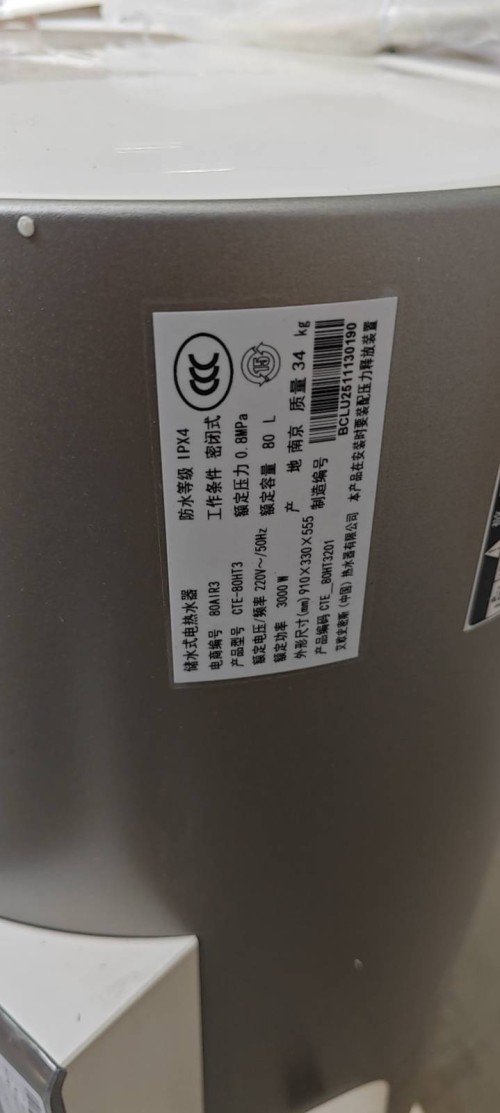 储水式电热水器
电商编号 80AIR3 防水等级 IPX4
产品型号 CTE-80HT3 工作条件 密闭式
额定电压/频率 220V～/50Hz 额定压力 0.8MPa
额定功率 3000W 额定容量 80 L
外形尺寸(mm) 910×330×555 产 地 南京 质量 34 kg
产品编码 CTE__80HT3201 制造编号
BCLU2511130190
艾欧史密斯（中国）热水器有限公司 本产品在安装时要装配压力释放装置
CCC
15